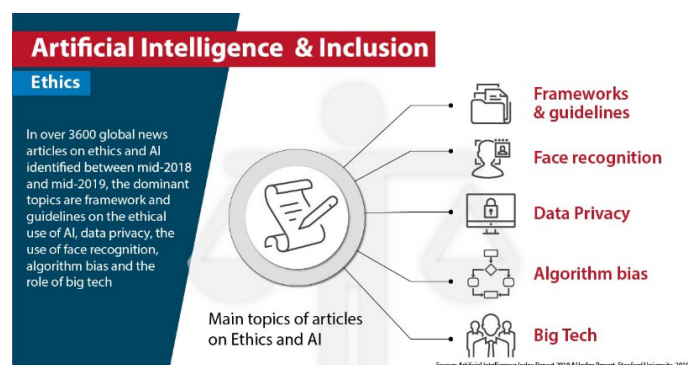 Artificial Intelligence & Inclusion
Ethics
In over 3600 global news
articles on ethics and AI
identified between mid-2018
and mid-2019, the dominant
topics are framework and
guidelines on the ethical
use of AI, data privacy, the
use of face recognition,
algorithm bias and the
role of big tech
Main topics of articles
on Ethics and AI
Frameworks
& guidelines
Face recognition
Data Privacy
Algorithm bias
Big Tech